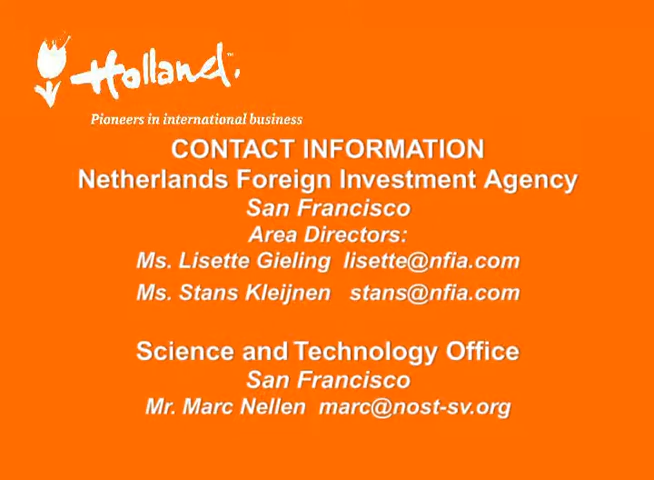 Holland.™
Pioneers in international business
CONTACT INFORMATION
Netherlands Foreign Investment Agency
San Francisco
Area Directors:
Ms. Lisette Gieling lisette@nfia.com
Ms. Stans Kleijnen stans@nfia.com
Science and Technology Office
San Francisco
Mr. Marc Nellen marc@nost-sv.org